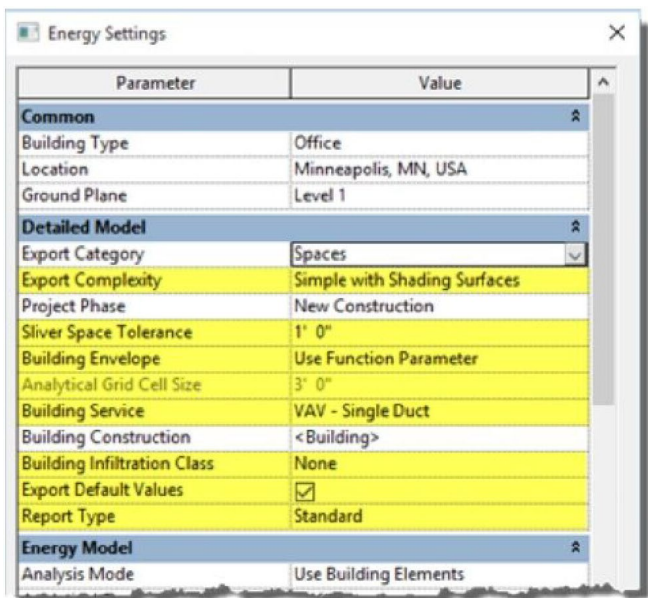 Energy Settings
Parameter Value
Common
Building Type Office
Location Minneapolis, MN, USA
Ground Plane Level 1
Detailed Model
Export Category Spaces
Export Complexity Simple with Shading Surfaces
Project Phase New Construction
Sliver Space Tolerance 1' 0"
Building Envelope Use Function Parameter
Analytical Grid Cell Size 3' 0"
Building Service VAV - Single Duct
Building Construction <Building>
Building Infiltration Class None
Export Default Values
Report Type Standard
Energy Model
Analysis Mode Use Building Elements